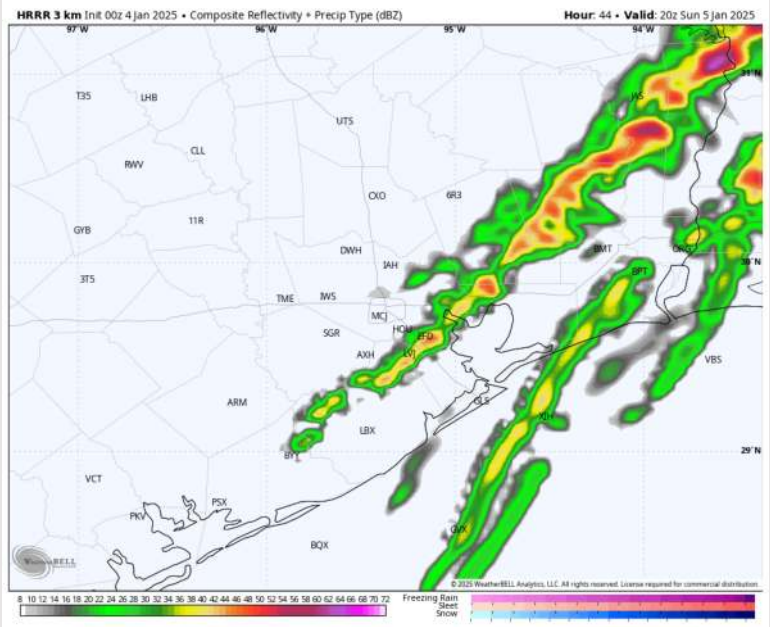 HRRR 3 km Init 00z 4 Jan 2025 • Composite Reflectivity + Precip Type (dBZ)
Hour: 44 • Valid: 20z Sun 5 Jan 2025
97°W 96°W 95°W 94°W
31°N
T35 LHB JAS
UTS
CLL
RWV
CXO 6R3
11R
GYB
DWH BMT ORG
30°N
IAH
3T5 BPT
TME IWS
MCJ
SGR HOU EFD
AXH LVJ
VBS
ARM GLS
XIH
LBX
BYY 29°N
VCT
PSX
PKV
GVX
BQX
WEATHERBELL
© 2025 WeatherBELL Analytics, LLC. All rights reserved. License required for commercial distribution.
8 10 12 14 16 18 20 22 24 26 28 30 32 34 36 38 40 42 44 46 48 50 52 54 56 58 60 62 64 66 68 70 72
Freezing Rain
Sleet
Snow